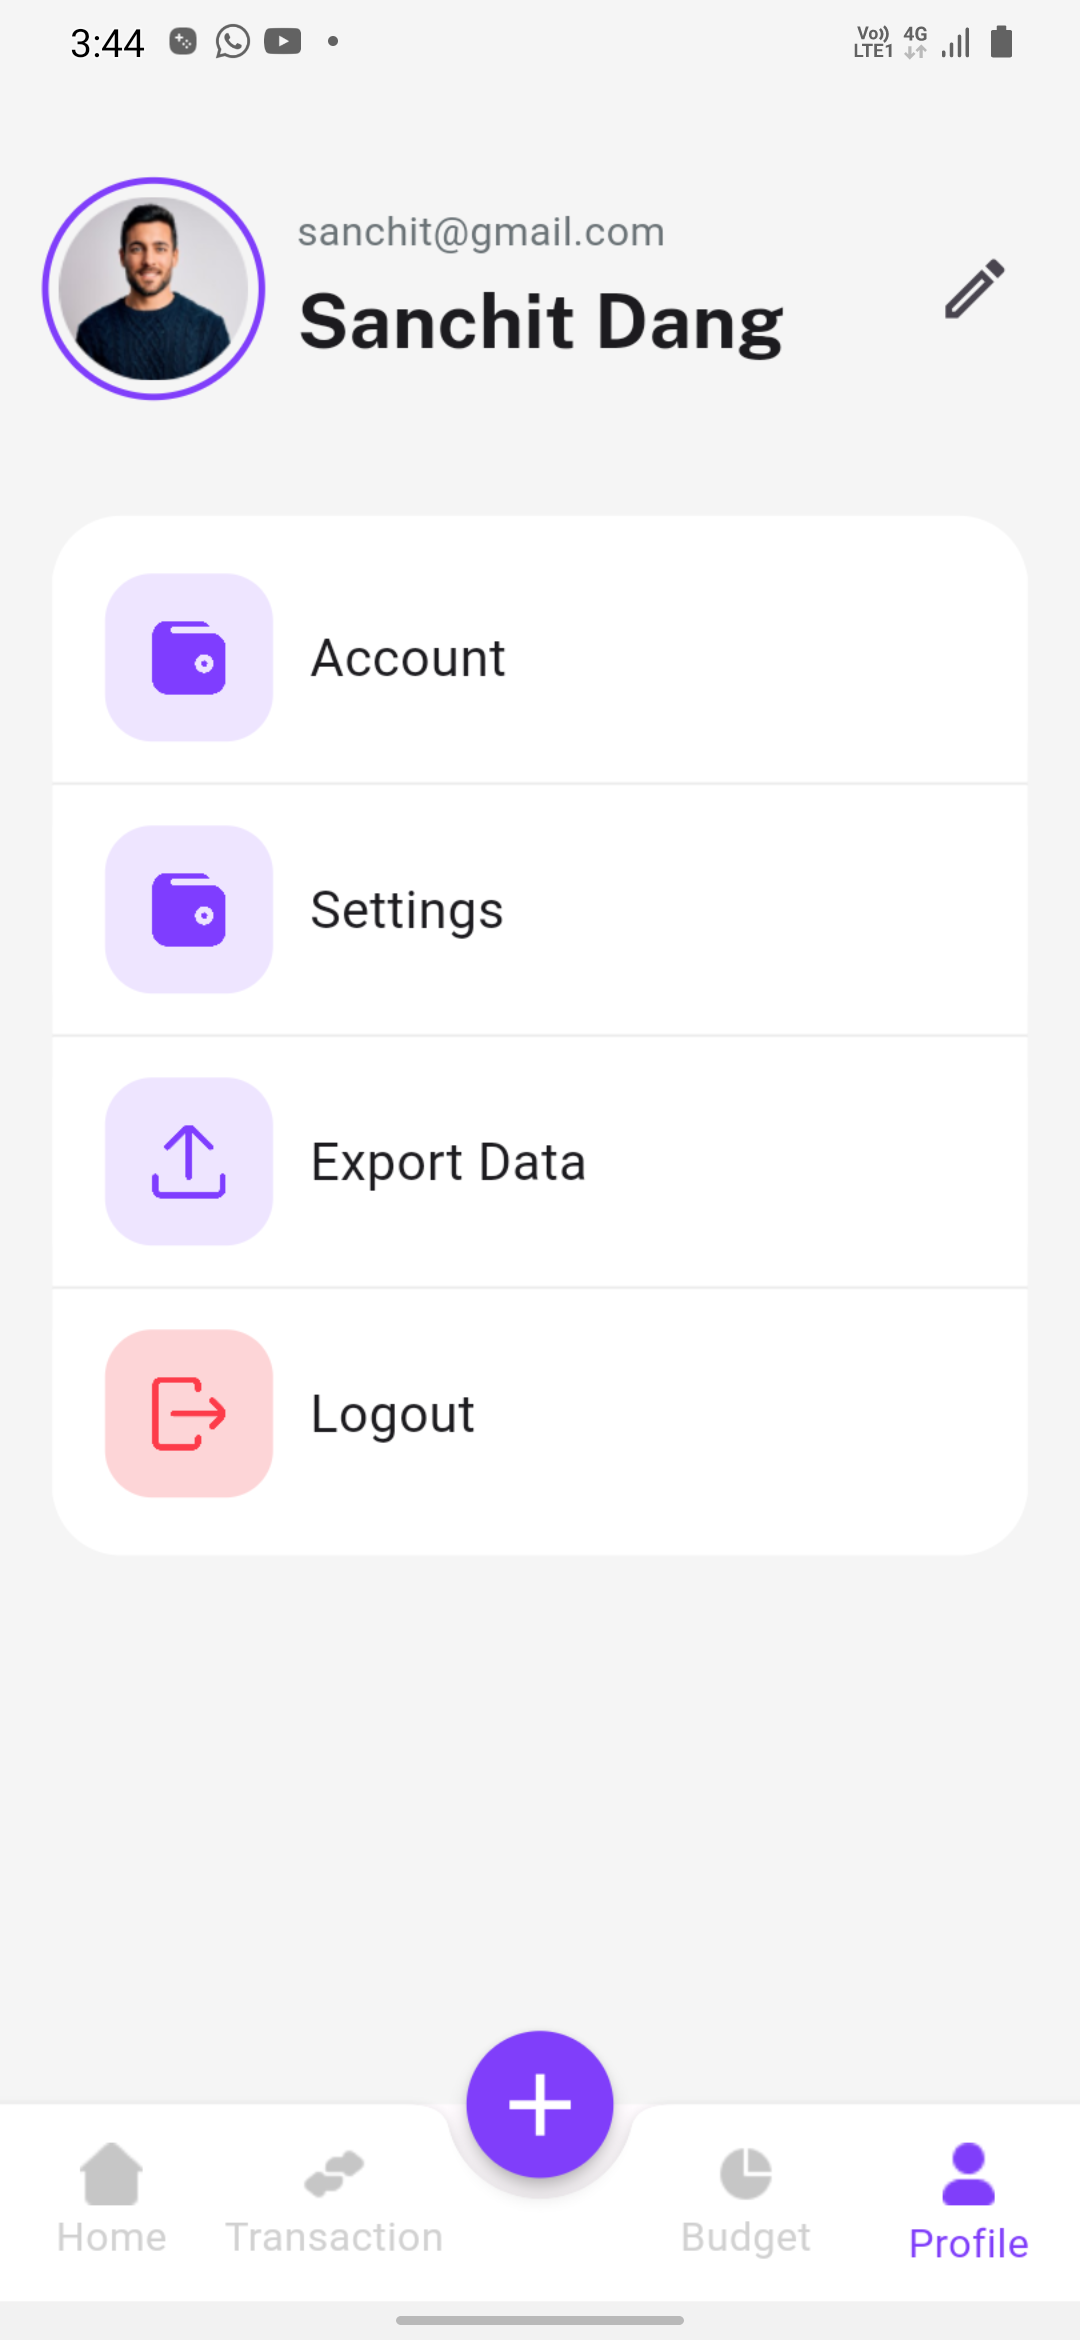 3:44
Vo)) 4G
LTE1
sanchit@gmail.com
Sanchit Dang
Account
Settings
Export Data
Logout
Home Transaction Budget Profile